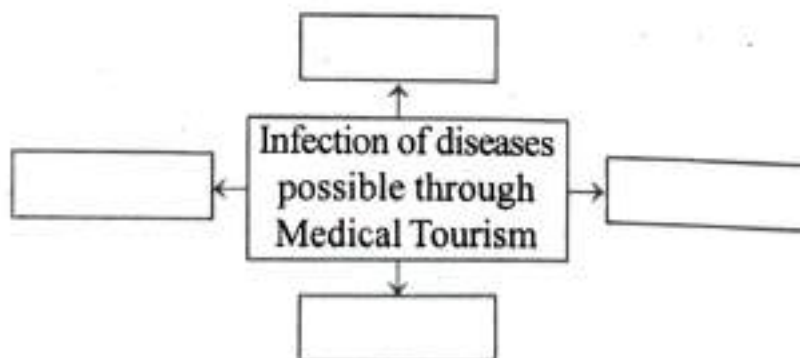 Infection of diseases
possible through
Medical Tourism